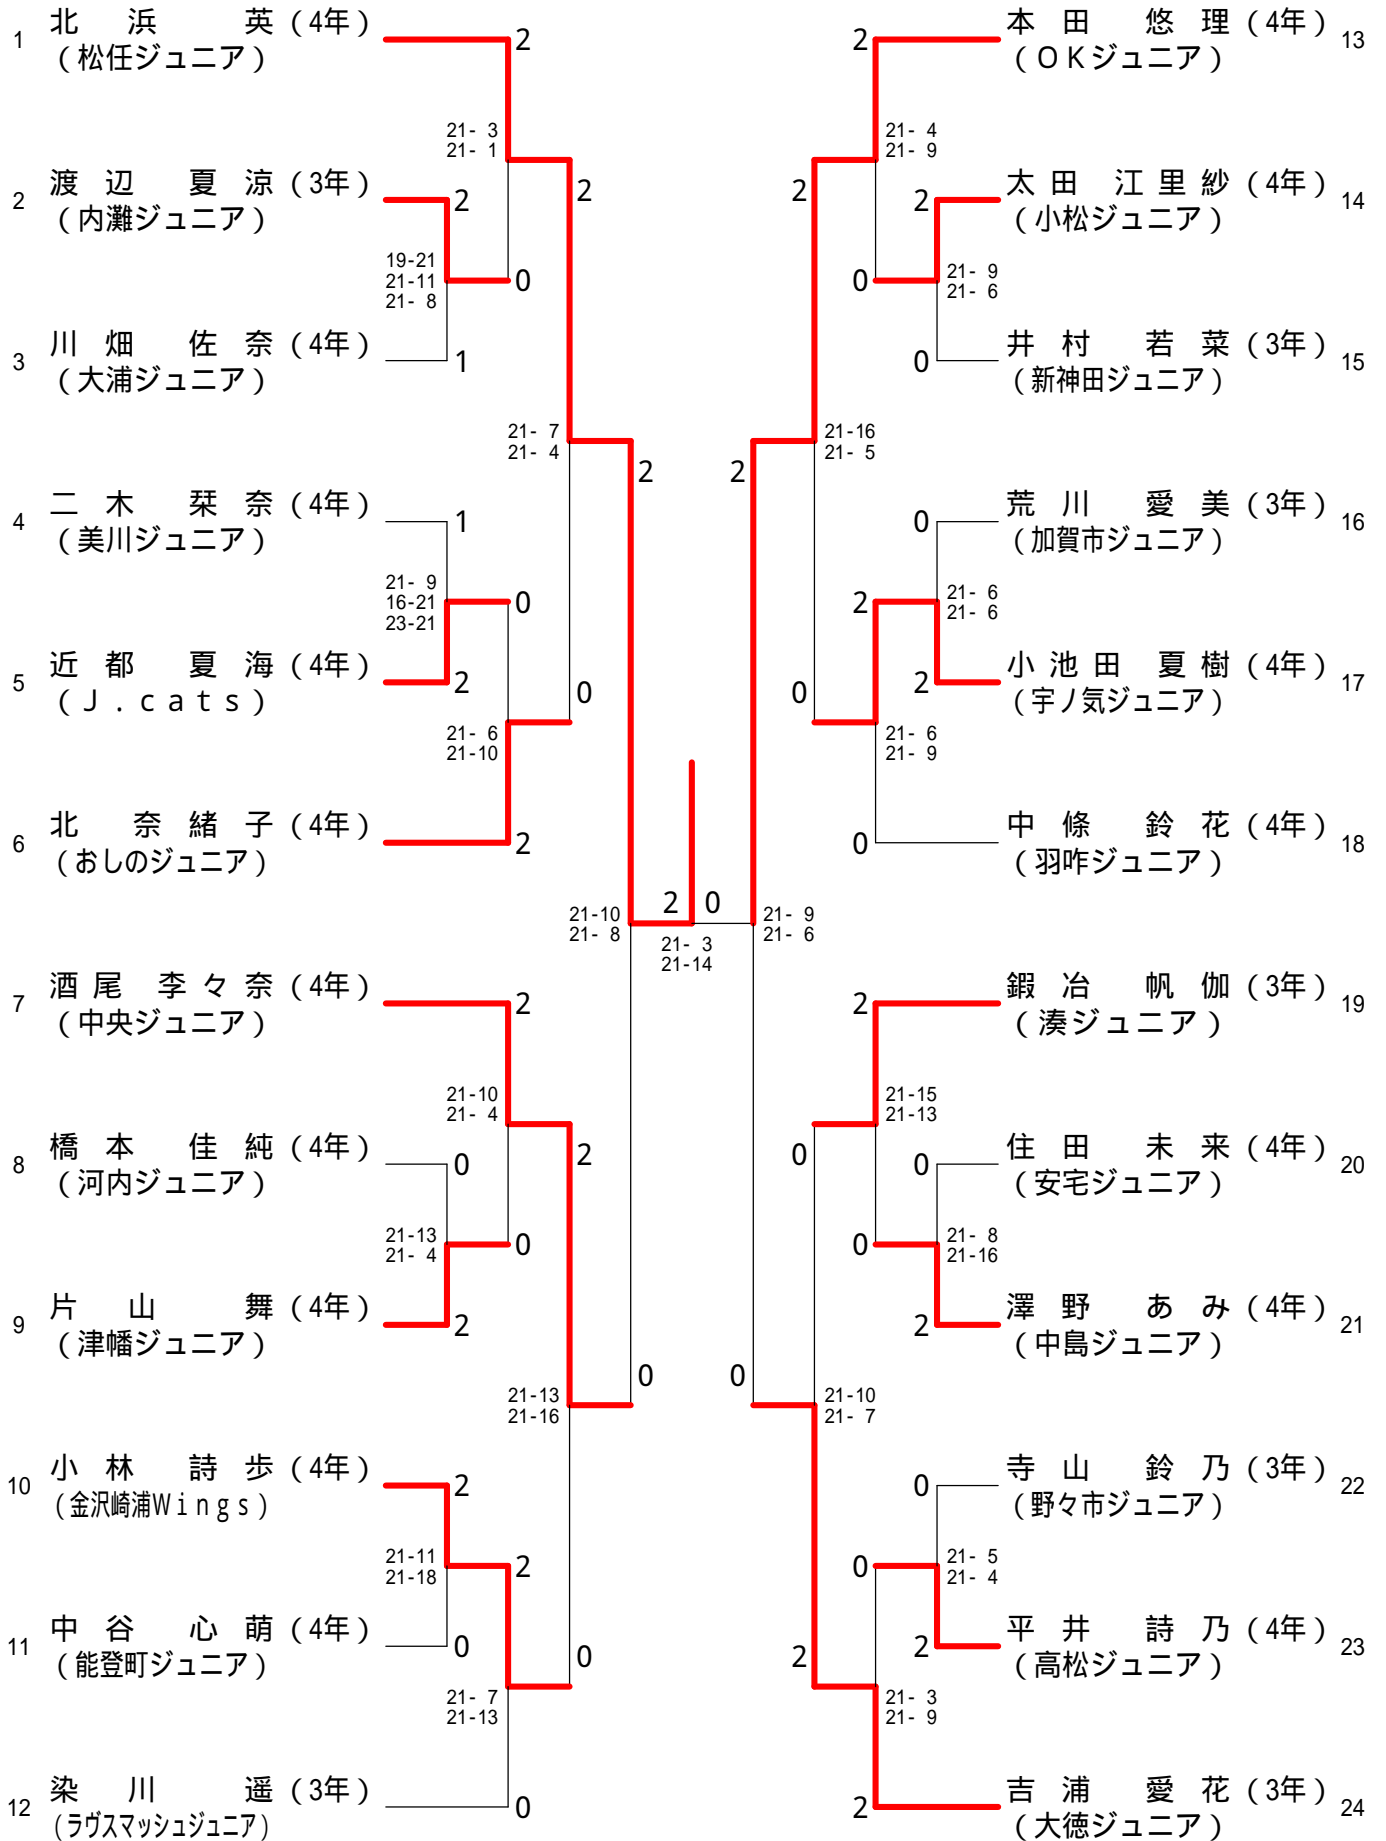 1 北浜 英 (4年)
(松任ジュニア)
2
21- 3
21- 1
2 渡辺 夏涼 (3年)
(内灘ジュニア)
2
2
19-21
21-11
21- 8
0
3 川畑 佐奈 (4年)
(大浦ジュニア)
1
21- 7
21- 4
2
4 二木 栞奈 (4年)
(美川ジュニア)
1
21- 9
16-21
23-21
0
5 近都 夏海 (4年)
(J.cats)
2
0
21- 6
21-10
6 北 奈緒子 (4年)
(おしのジュニア)
2
21-10
21- 8
2 0
21- 3
21-14
7 酒尾 李々奈 (4年)
(中央ジュニア)
2
21-10
21- 4
8 橋本 佳純 (4年)
(河内ジュニア)
0
2
21-13
21- 4
0
9 片山 舞 (4年)
(津幡ジュニア)
2
0
21-13
21-16
10 小林 詩歩 (4年)
(金沢崎浦Wings)
2
21-11
21-18
2
11 中谷 心萌 (4年)
(能登町ジュニア)
0
0
21- 7
21-13
12 染川 遥 (3年)
(ラヴスマッシュジュニア)
0
2
本田 悠理 (4年) 13
(OKジュニア)
21- 4
21- 9
2
2
太田 江里紗 (4年) 14
(小松ジュニア)
0
21- 9
21- 6
0
井村 若菜 (3年) 15
(新神田ジュニア)
21-16
21- 5
2
0
荒川 愛美 (3年) 16
(加賀市ジュニア)
2
21- 6
21- 6
0
2
小池田 夏樹 (4年) 17
(宇ノ気ジュニア)
21- 6
21- 9
0
中條 鈴花 (4年) 18
(羽咋ジュニア)
21- 9
21- 6
2
鍜冶 帆伽 (3年) 19
(湊ジュニア)
21-15
21-13
0
0
住田 未来 (4年) 20
(安宅ジュニア)
0
21- 8
21-16
2
澤野 あみ (4年) 21
(中島ジュニア)
0
21-10
21- 7
0
寺山 鈴乃 (3年) 22
(野々市ジュニア)
0
21- 5
21- 4
2
2
平井 詩乃 (4年) 23
(高松ジュニア)
21- 3
21- 9
2
吉浦 愛花 (3年) 24
(大徳ジュニア)